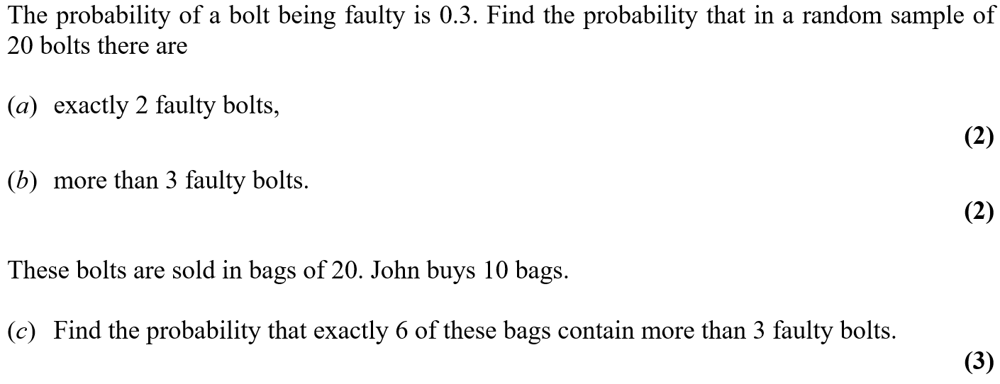 The probability of a bolt being faulty is 0.3. Find the probability that in a random sample of
20 bolts there are
(a) exactly 2 faulty bolts,
(2)
(b) more than 3 faulty bolts.
(2)
These bolts are sold in bags of 20. John buys 10 bags.
(c) Find the probability that exactly 6 of these bags contain more than 3 faulty bolts.
(3)